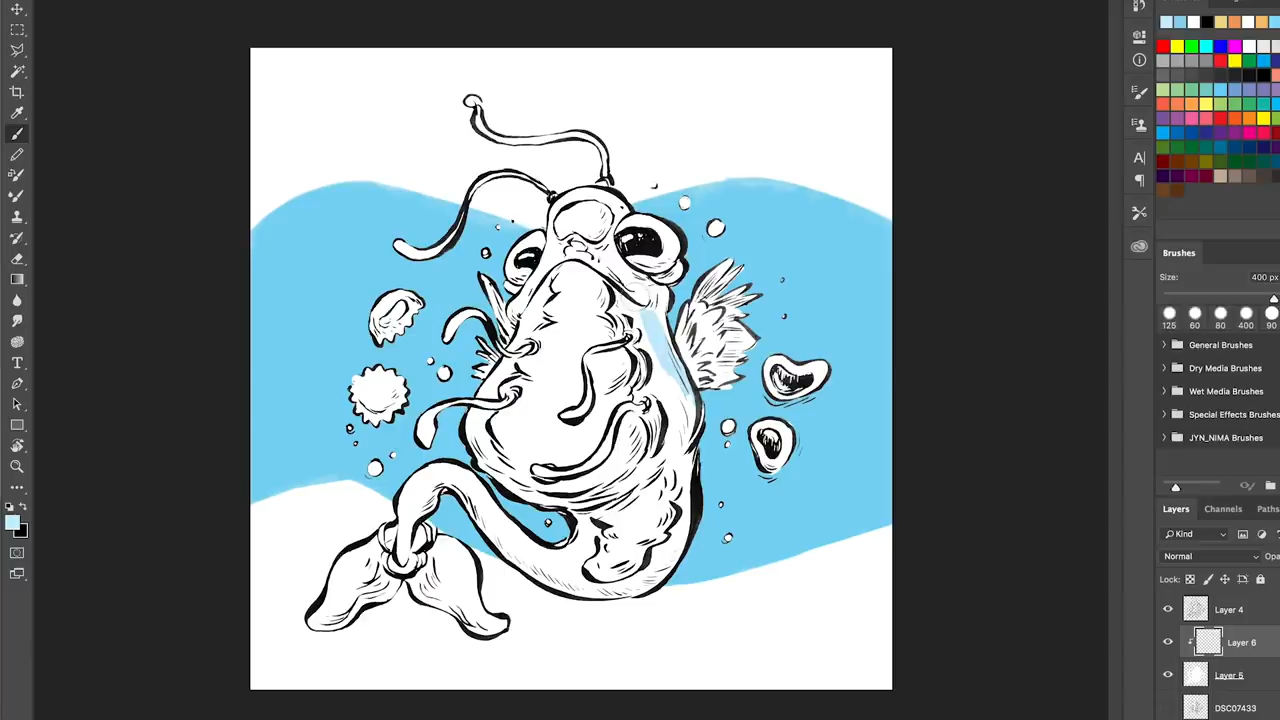 Brushes
Size:
400 px
125 60 80 400 90
General Brushes
Dry Media Brushes
Wet Media Brushes
Special Effects Brushes
JYN_NIMA Brushes
Layers Channels Paths
Kind
Normal
Lock:
Layer 4
Layer 6
Layer 5
DSC07433